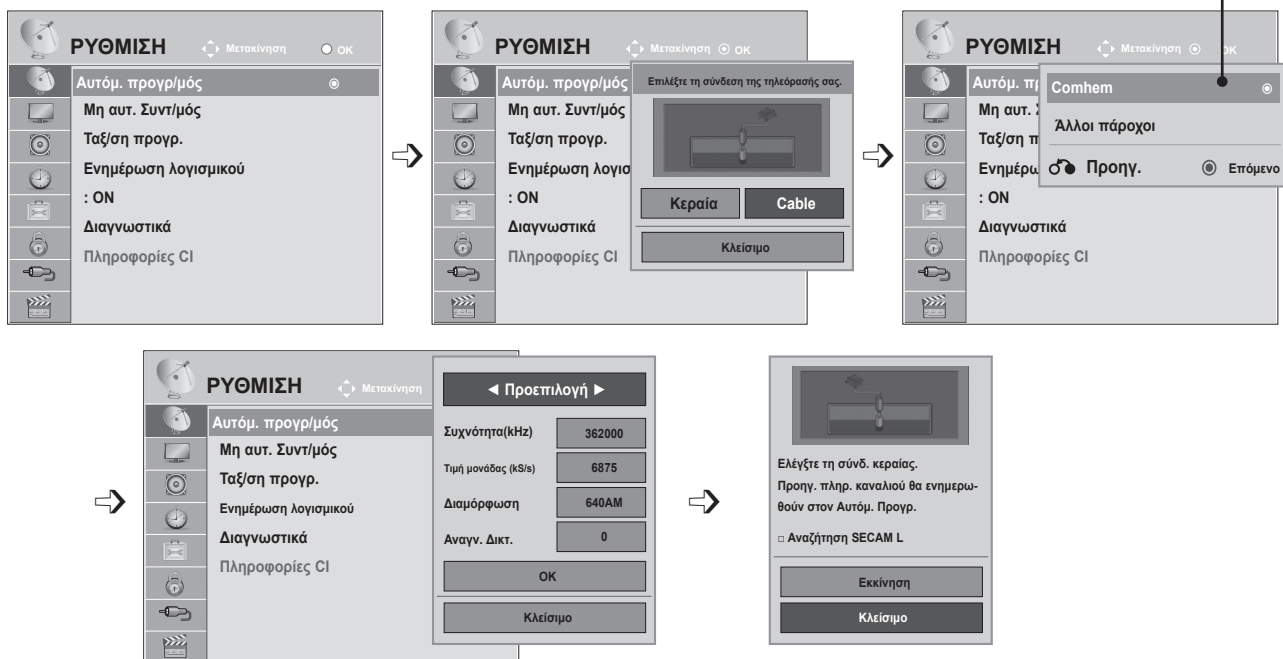 ΡΥΘΜΙΣΗ Μετακίνηση OK
Αυτόμ. προγρ/μός
Μη αυτ. Συντ/μός
Ταξ/ση προγρ.
Ενημέρωση λογισμικού
: ON
Διαγνωστικά
Πληροφορίες CI
ΡΥΘΜΙΣΗ Μετακίνηση OK
Αυτόμ. προγρ/μός
Μη αυτ. Συντ/μός
Ταξ/ση προγρ.
Ενημέρωση λογισ
: ON
Διαγνωστικά
Πληροφορίες CI
Επιλέξτε τη σύνδεση της τηλεόρασής σας.
Κεραία Cable
Κλείσιμο
ΡΥΘΜΙΣΗ Μετακίνηση OK
Αυτόμ. πρ
Μη αυτ. Σ
Ταξ/ση π
Ενημέρω
: ON
Διαγνωστικά
Πληροφορίες CI
Comhem
Άλλοι πάροχοι
Προηγ. Επόμενο
ΡΥΘΜΙΣΗ Μετακίνηση
Αυτόμ. προγρ/μός
Μη αυτ. Συντ/μός
Ταξ/ση προγρ.
Ενημέρωση λογισμικού
Διαγνωστικά
Πληροφορίες CI
◄ Προεπιλογή ►
Συχνότητα(kHz) 362000
Τιμή μονάδας (kS/s) 6875
Διαμόρφωση 640AM
Αναγν. Δικτ. 0
OK
Κλείσιμο
Ελέγξτε τη σύνδ. κεραίας.
Προηγ. πληρ. καναλιού θα ενημερω-
θούν στον Αυτόμ. Προγρ.
□ Αναζήτηση SECAM L
Εκκίνηση
Κλείσιμο